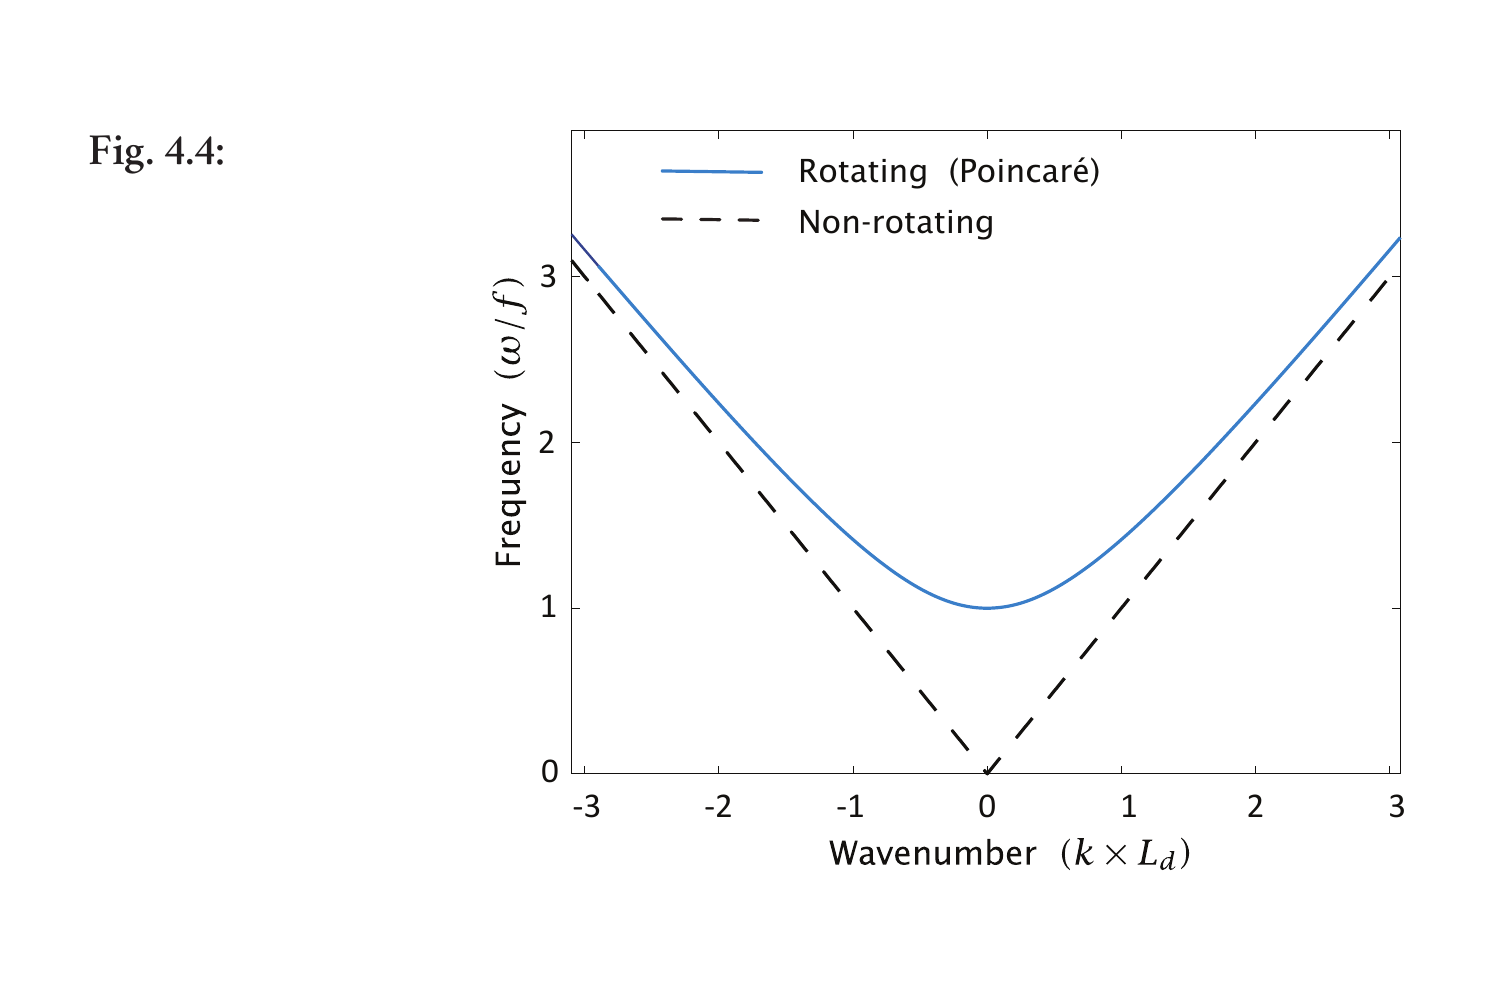 Fig. 4.4:
Rotating (Poincaré)
Non-rotating
Frequency (ω/f)
3
2
1
0
-3 -2 -1 0 1 2 3
Wavenumber (k × L_d)